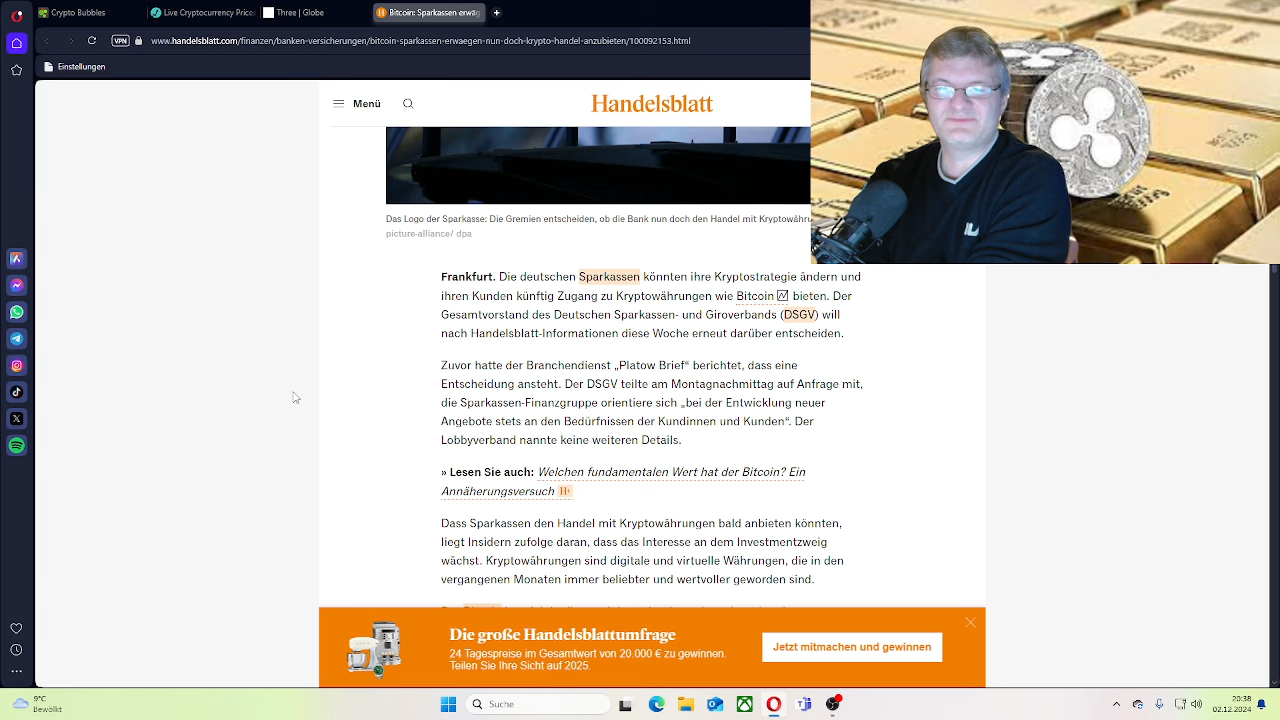 Crypto Bubbles
Live Cryptocurrency Prices
Three | Globe
Bitcoin: Sparkassen erwäg
VPN
www.handelsblatt.com/finanzen/banken-versicherungen/bitcoin-sparkassen-erwaegen-nun-doch-krypto-handel-anzubieten/100092153.html
Einstellungen
Menü
Handelsblatt
Das Logo der Sparkasse: Die Gremien entscheiden, ob die Bank nun doch den Handel mit Kryptowähru
picture-alliance/ dpa
Frankfurt. Die deutschen Sparkassen könnten ihre Kryptostrategie ändern und
ihren Kunden künftig Zugang zu Kryptowährungen wie Bitcoin bieten. Der
Gesamtvorstand des Deutschen Sparkassen- und Giroverbands (DSGV) will
nach Handelsblatt-Informationen diese Woche erneut darüber entscheiden.
Zuvor hatte der Branchendienst „Platow Brief“ berichtet, dass eine
Entscheidung ansteht. Der DSGV teilte am Montagnachmittag auf Anfrage mit,
die Sparkassen-Finanzgruppe orientiere sich „bei der Entwicklung neuer
Angebote stets an den Bedürfnissen der Kundinnen und Kunden“. Der
Lobbyverband nannte keine weiteren Details.
» Lesen Sie auch: Welchen fundamentalen Wert hat der Bitcoin? Ein
Annäherungsversuch H+
Dass Sparkassen den Handel mit Kryptowährungen bald anbieten könnten,
liegt Insidern zufolge daran, dass das Interesse an dem Investmentzweig
wächst. Kryptowährungen sind digitale und virtuelle Währungen, die in den
vergangenen Monaten immer beliebter und wertvoller geworden sind.
Die große Handelsblattumfrage
24 Tagespreise im Gesamtwert von 20.000 € zu gewinnen.
Teilen Sie Ihre Sicht auf 2025.
Jetzt mitmachen und gewinnen
9°C
Bewölkt
Suche
20:38
02.12.2024